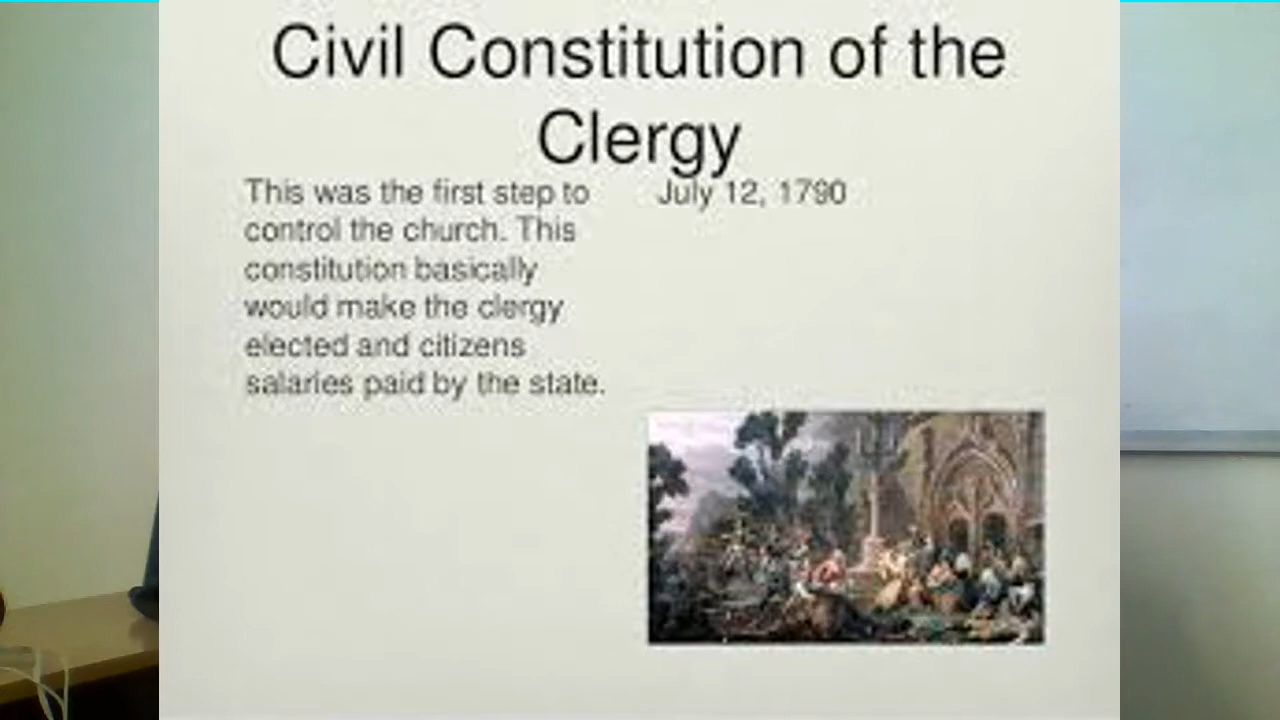 Civil Constitution of the
Clergy
This was the first step to
control the church. This
constitution basically
would make the clergy
elected and citizens
salaries paid by the state.
July 12, 1790